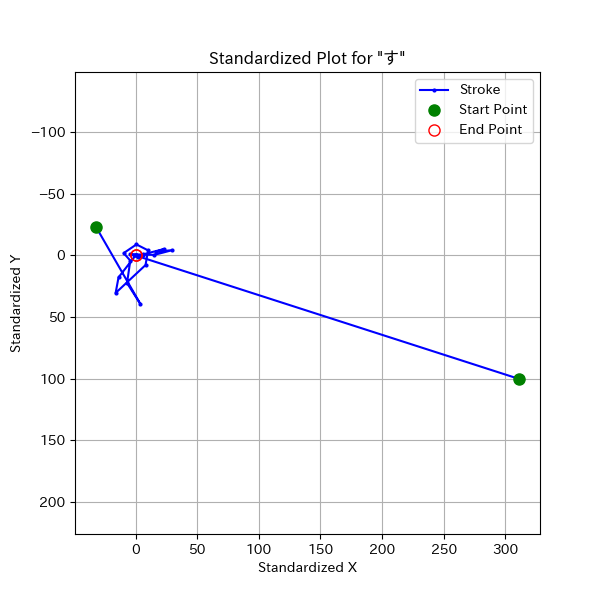 Standardized Plot for "す"
Stroke
Start Point
End Point
−100
−50
0
50
100
150
200
Standardized Y
0 50 100 150 200 250 300
Standardized X